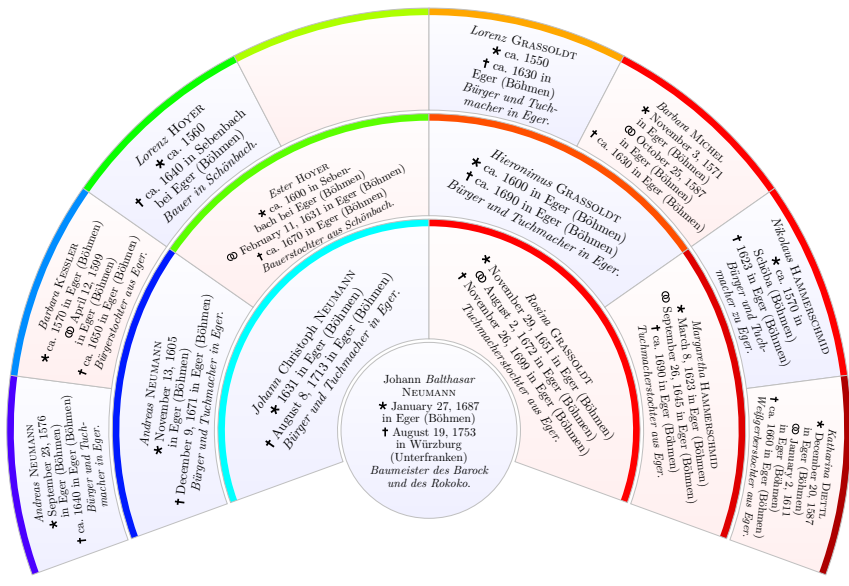 Johann Balthasar
NEUMANN
* January 27, 1687
in Eger (Böhmen)
† August 19, 1753
in Würzburg
(Unterfranken)
Baumeister des Barock
und des Rokoko.
Johann Christoph NEUMANN
* 1631 in Eger (Böhmen)
† August 8, 1713 in Eger (Böhmen)
Bürger und Tuchmacher in Eger.
Rosina GRASSOLDT
* November 29, 1651 in Eger (Böhmen)
⚭ August 2, 1672 in Eger (Böhmen)
† November 26, 1699 in Eger (Böhmen)
Tuchmacherstochter aus Eger.
Andreas NEUMANN
* November 13, 1605
in Eger (Böhmen)
† December 9, 1671 in Eger (Böhmen)
Bürger und Tuchmacher in Eger.
Ester HOYER
* ca. 1600 in Seben-
bach bei Eger (Böhmen)
⚭ February 11, 1631 in Eger (Böhmen)
† ca. 1670 in Eger (Böhmen)
Bauerstochter aus Schönbach.
Hieronimus GRASSOLDT
* ca. 1600 in Eger (Böhmen)
† ca. 1690 in Eger (Böhmen)
Bürger und Tuchmacher in Eger.
Margaretha HAMMERSCHMID
* March 8, 1623 in Eger (Böhmen)
⚭ September 26, 1645 in Eger (Böhmen)
† ca. 1690 in Eger (Böhmen)
Tuchmacherstochter aus Eger.
Andreas NEUMANN
* September 23, 1576
in Eger (Böhmen)
† ca. 1640 in Eger (Böhmen)
Bürger und Tuch-
macher in Eger.
Barbara KESSLER
* ca. 1570 in Eger (Böhmen)
⚭ April 12, 1599
in Eger (Böhmen)
† ca. 1650 in Eger (Böhmen)
Bürgerstochter aus Eger.
Lorenz HOYER
* ca. 1560
† ca. 1640 in Sebenbach
bei Eger (Böhmen)
Bauer in Schönbach.
Lorenz GRASSOLDT
* ca. 1550
† ca. 1630 in
Eger (Böhmen)
Bürger und Tuch-
macher in Eger.
Barbara MICHEL
* November 3, 1571
in Eger (Böhmen)
⚭ October 25, 1587
in Eger (Böhmen)
† ca. 1630 in Eger (Böhmen)
Nikolaus HAMMERSCHMID
* ca. 1570 in
Schöba (Böhmen)
† 1623 in Eger (Böhmen)
Bürger und Tuch-
macher zu Eger.
Katharina DIETTL
* December 20, 1587
in Eger (Böhmen)
⚭ January 2, 1611
in Eger (Böhmen)
† ca. 1660 in Eger (Böhmen)
Weißgerberstochter aus Eger.